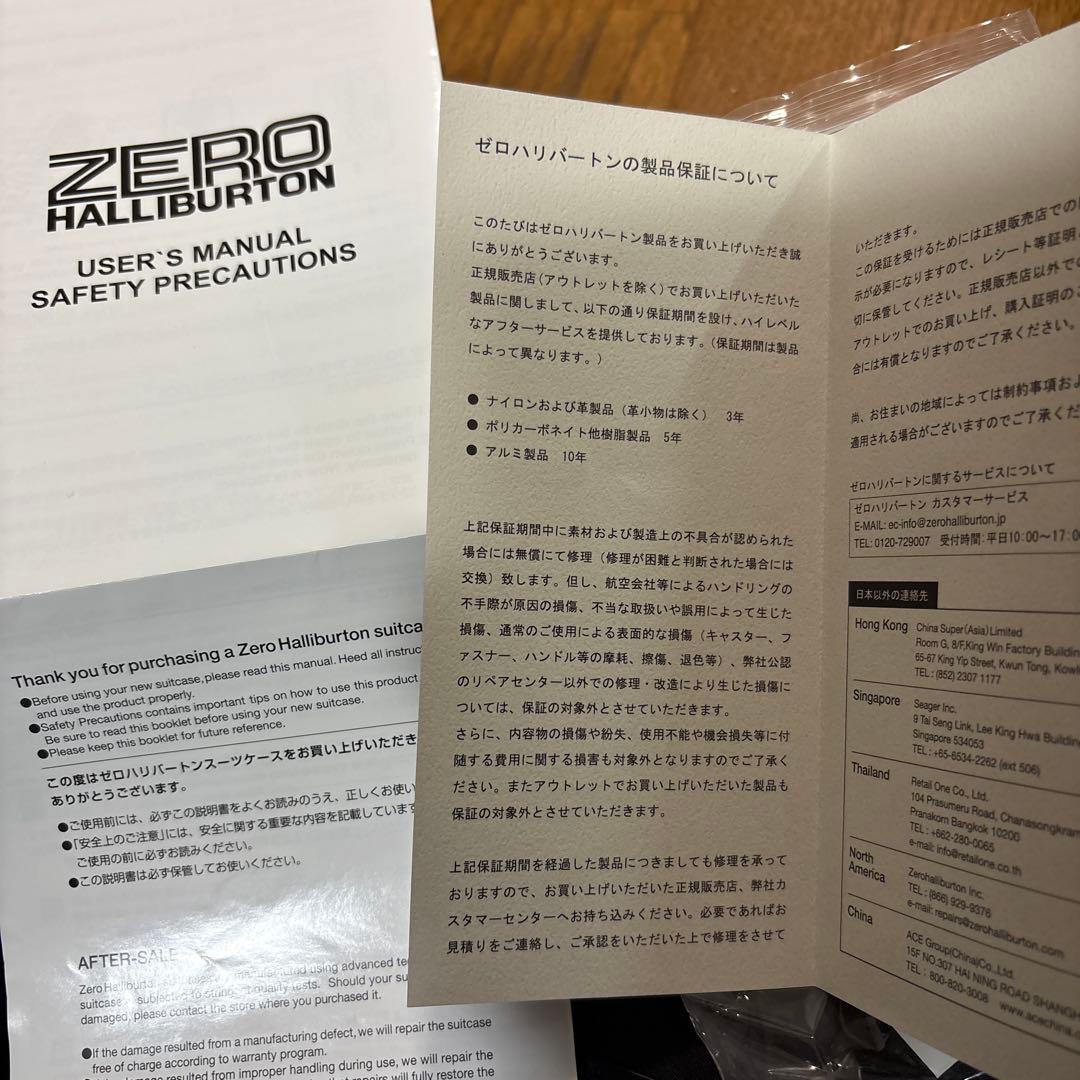 ZERO
HALLIBURTON
USER`S MANUAL
SAFETY PRECAUTIONS
Thank you for purchasing a Zero Halliburton
●Before using your new suitcase, please read this manual. Heed all
and use the product properly.
●Safety Precautions contains important tips on how to use this product
Be sure to read this booklet before using your new suitcase.
●Please keep this booklet for future reference.
この度はゼロハリバートンスーツケースをお買い上げいただき
ありがとうございます。
●ご使用前には、必ずこの説明書をよくお読みのうえ、正しくお使い
●「安全上のご注意」には、安全に関する重要な内容を記載しています
ご使用の前に必ずお読みください。
●この説明書は必ず保管してお使いください。
AFTER-SALE
Zero Halliburton manufactured using advanced
suitcase subjected to quality tests. Should your
damaged, please contact the store where you purchased it.
●If the damage resulted from a manufacturing defect, we will repair the suitcase
free of charge according to warranty program.
resulted from improper handling during use, we will repair the
that repairs will fully restore the
ゼロハリバートンの製品保証について
このたびはゼロハリバートン製品をお買い上げいただき誠
にありがとうございます。
正規販売店(アウトレットを除く)でお買い上げいただいた
製品に関しまして、以下の通り保証期間を設け、ハイレベル
なアフターサービスを提供しております。(保証期間は製品
によって異なります。)
● ナイロンおよび革製品(革小物は除く) 3年
● ポリカーボネイト他樹脂製品 5年
● アルミ製品 10年
上記保証期間中に素材および製造上の不具合が認められた
場合には無償にて修理(修理が困難と判断された場合には
交換)致します。但し、航空会社等によるハンドリングの
不手際が原因の損傷、不当な取扱いや誤用によって生じた
損傷、通常のご使用による表面的な損傷(キャスター、フ
ァスナー、ハンドル等の摩耗、擦傷、退色等)、弊社公認
のリペアセンター以外での修理・改造により生じた損傷に
ついては、保証の対象外とさせていただきます。
さらに、内容物の損傷や紛失、使用不能や機会損失等に付
随する費用に関する損害も対象外となりますのでご了承く
ださい。またアウトレットでお買い上げいただいた製品も
保証の対象外とさせていただきます。
上記保証期間を経過した製品につきましても修理を承って
おりますので、お買い上げいただいた正規販売店、弊社カ
スタマーセンターへお持ち込みください。必要であればお
見積りをご連絡し、ご承認をいただいた上で修理をさせて
いただきます。
この保証を受けるためには正規販売店での
示が必要になりますので、レシート等証明
切に保管してください。正規販売店以外での
アウトレットでのお買い上げ、購入証明の
合には有償となりますのでご了承ください。
尚、お住まいの地域によっては制約事項
適用される場合がございますのでご了承くだ
ゼロハリバートンに関するサービスについて
ゼロハリバートン カスタマーサービス
E-MAIL: ec-info@zerohalliburton.jp
TEL: 0120-729007 受付時間:平日10:00〜17:00
日本以外の連絡先
Hong Kong China Super(Asia)Limited
Room G, 8/F,King Win Factory Building
65-67 King Yip Street, Kwun Tong,
TEL : (852) 2307 1177
Singapore Seager Inc.
9 Tai Seng Link, Lee King Hwa Building
Singapore 534053
TEL : +65-6534-2262 (ext 506)
Thailand Retail One Co., Ltd.
104 Prasumeru Road, Chanasongkram
Pranakorn Bangkok 10200
TEL : +662-280-0065
e-mail: info@retailone.co.th
North America Zerohalliburton Inc.
TEL : (866) 929-9376
e-mail: repairs@zerohalliburton.com
China ACE Group(China)Co.,Ltd.
15F NO.307 HAI NING ROAD
TEL : 800-820-3008 www.acechina.c